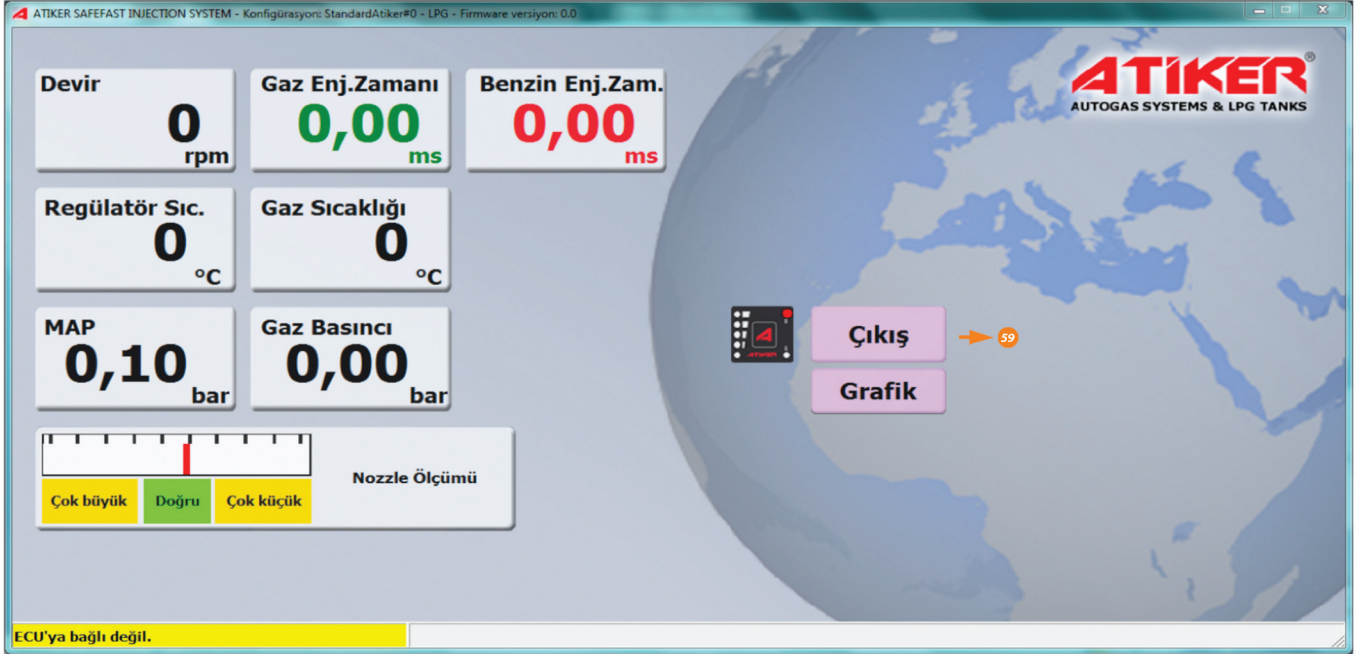 ATIKER SAFEFAST INJECTION SYSTEM - Konfigürasyon: StandardAtiker#0 - LPG - Firmware versiyon: 0.0
ATİKER®
AUTOGAS SYSTEMS & LPG TANKS
Devir
0
rpm
Gaz Enj.Zamanı
0,00
ms
Benzin Enj.Zam.
0,00
ms
Regülatör Sıc.
0
°C
Gaz Sıcaklığı
0
°C
MAP
0,10
bar
Gaz Basıncı
0,00
bar
Çıkış
59
Grafik
Nozzle Ölçümü
Çok büyük
Doğru
Çok küçük
ECU'ya bağlı değil.